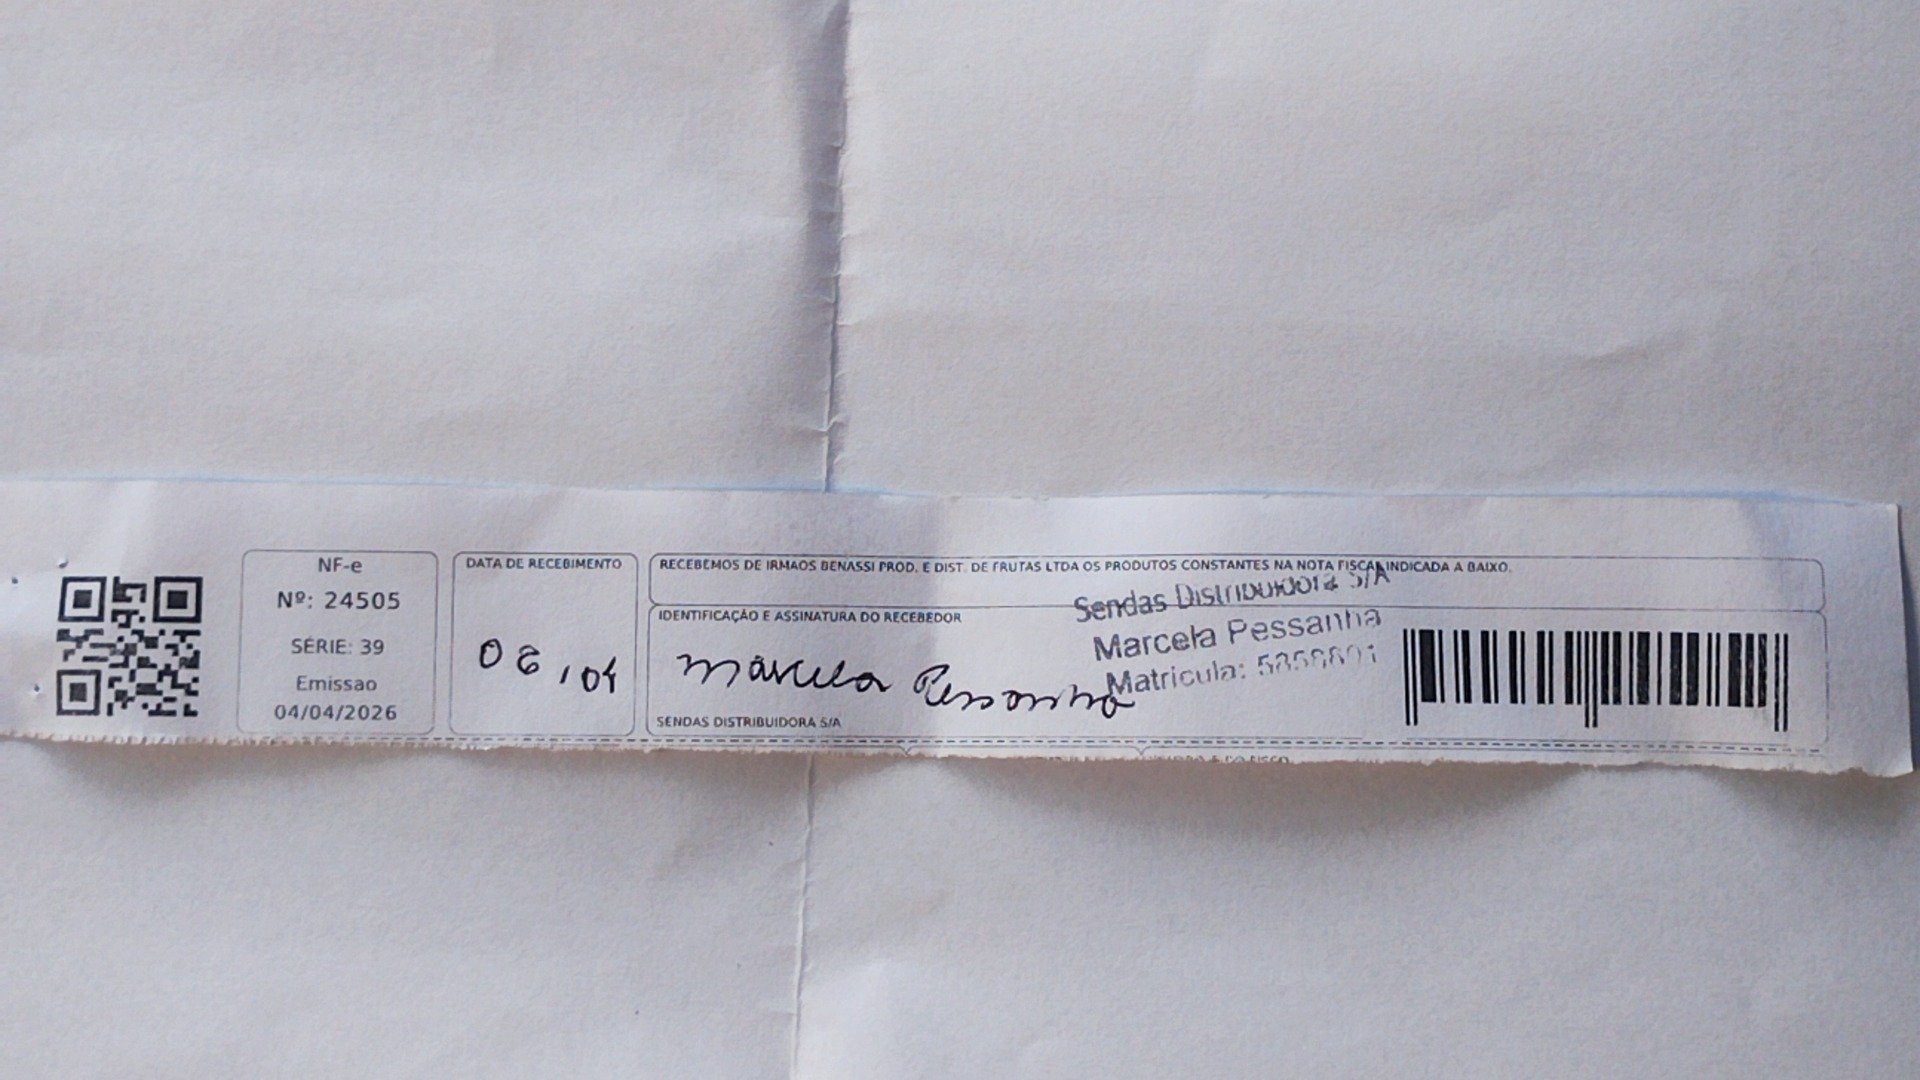 NF-e
Nº: 24505
SÉRIE: 39
Emissao
04/04/2026
DATA DE RECEBIMENTO
06,04
RECEBEMOS DE IRMAOS BENASSI PROD. E DIST. DE FRUTAS LTDA OS PRODUTOS CONSTANTES NA NOTA FISCAL INDICADA A BAIXO.
IDENTIFICAÇÃO E ASSINATURA DO RECEBEDOR
Marcela Pessanha
SENDAS DISTRIBUIDORA S/A
Sendas Distribuidora S/A
Marcela Pessanha
Matricula: